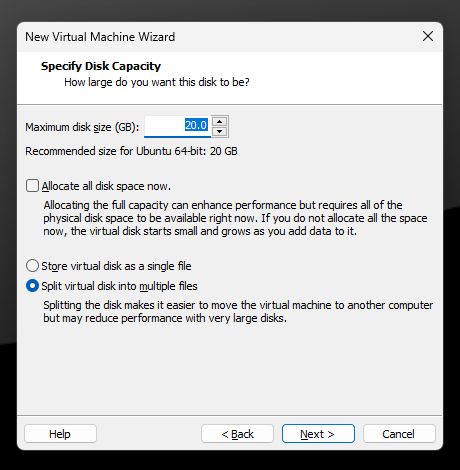 New Virtual Machine Wizard
Specify Disk Capacity
How large do you want this disk to be?
Maximum disk size (GB): 20.0
Recommended size for Ubuntu 64-bit: 20 GB
Allocate all disk space now.
Allocating the full capacity can enhance performance but requires all of the
physical disk space to be available right now. If you do not allocate all the space
now, the virtual disk starts small and grows as you add data to it.
Store virtual disk as a single file
Split virtual disk into multiple files
Splitting the disk makes it easier to move the virtual machine to another computer
but may reduce performance with very large disks.
Help
< Back
Next >
Cancel